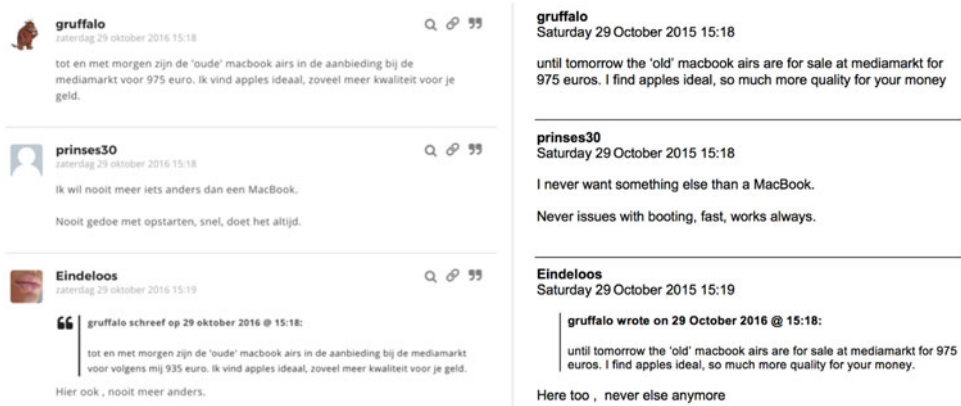 gruffalo
zaterdag 29 oktober 2016 15:18
tot en met morgen zijn de 'oude' macbook airs in de aanbieding bij de
mediamarkt voor 975 euro. Ik vind apples ideaal, zoveel meer kwaliteit voor je
geld.
prinses30
zaterdag 29 oktober 2016 15:18
Ik wil nooit meer iets anders dan een MacBook.
Nooit gedoe met opstarten, snel, doet het altijd.
Eindeloos
zaterdag 29 oktober 2016 15:19
gruffalo schreef op 29 oktober 2016 @ 15:18:
tot en met morgen zijn de 'oude' macbook airs in de aanbieding bij de mediamarkt
voor volgens mij 935 euro. Ik vind apples ideaal, zoveel meer kwaliteit voor je geld.
Hier ook , nooit meer anders.
gruffalo
Saturday 29 October 2015 15:18
until tomorrow the 'old' macbook airs are for sale at mediamarkt for
975 euros. I find apples ideal, so much more quality for your money
prinses30
Saturday 29 October 2015 15:18
I never want something else than a MacBook.
Never issues with booting, fast, works always.
Eindeloos
Saturday 29 October 2015 15:19
gruffalo wrote on 29 October 2016 @ 15:18:
until tomorrow the 'old' macbook airs are for sale at mediamarkt for 975
euros. I find apples ideal, so much more quality for your money.
Here too , never else anymore